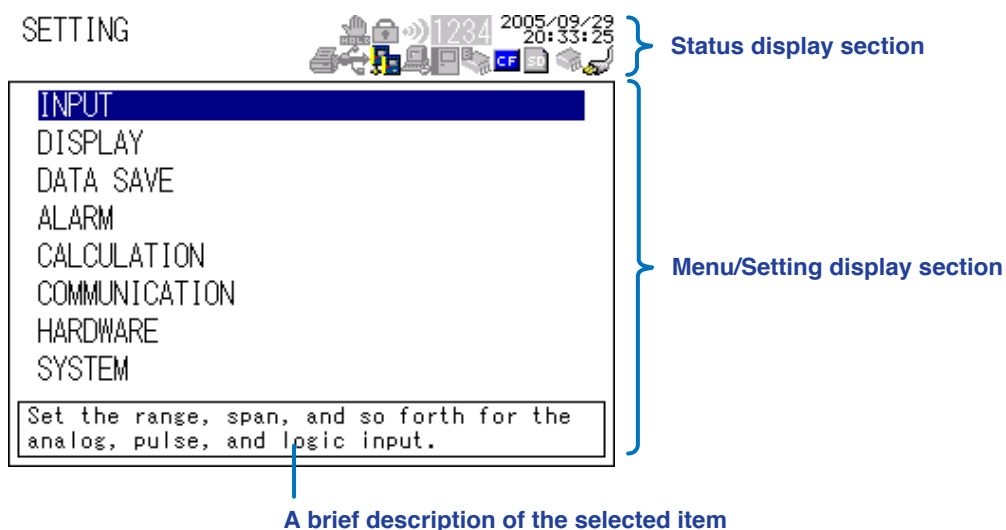 SETTING
HOLD
1234
2005/09/29
20:33:25
CF
SD
Status display section
INPUT
DISPLAY
DATA SAVE
ALARM
CALCULATION
COMMUNICATION
HARDWARE
SYSTEM
Menu/Setting display section
Set the range, span, and so forth for the
analog, pulse, and logic input.
A brief description of the selected item